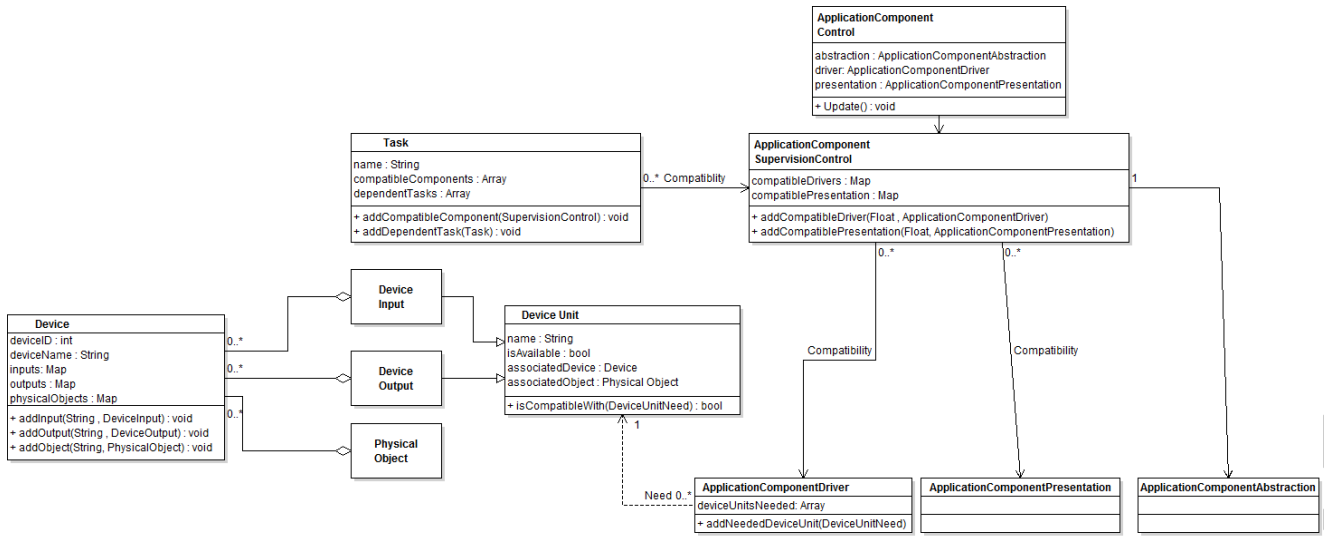 ApplicationComponent
Control
abstraction : ApplicationComponentAbstraction
driver: ApplicationComponentDriver
presentation : ApplicationComponentPresentation
+ Update() : void
Task
name : String
compatibleComponents : Array
dependentTasks : Array
+ addCompatibleComponent(SupervisionControl) : void
+ addDependentTask(Task) : void
0..* Compatiblity
ApplicationComponent
SupervisionControl
compatibleDrivers : Map
compatiblePresentation : Map
+ addCompatibleDriver(Float , ApplicationComponentDriver)
+ addCompatiblePresentation(Float, ApplicationComponentPresentation)
1
0..*
0..*
Device
Input
Device
deviceID : int
deviceName : String
inputs: Map
outputs : Map
physicalObjects : Map
+ addInput(String , DeviceInput) : void
+ addOutput(String , DeviceOutput) : void
+ addObject(String, PhysicalObject) : void
0..*
0..*
0..*
Device
Output
Physical
Object
Device Unit
name : String
isAvailable : bool
associatedDevice : Device
associatedObject : Physical Object
+ isCompatibleWith(DeviceUnitNeed) : bool
1
Compatibility
Compatibility
Need 0..*
ApplicationComponentDriver
deviceUnitsNeeded: Array
+ addNeededDeviceUnit(DeviceUnitNeed)
ApplicationComponentPresentation
ApplicationComponentAbstraction